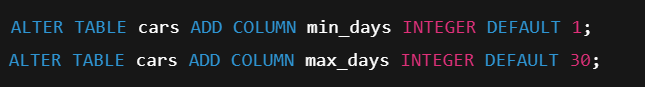 ALTER TABLE cars ADD COLUMN min_days INTEGER DEFAULT 1;
ALTER TABLE cars ADD COLUMN max_days INTEGER DEFAULT 30;